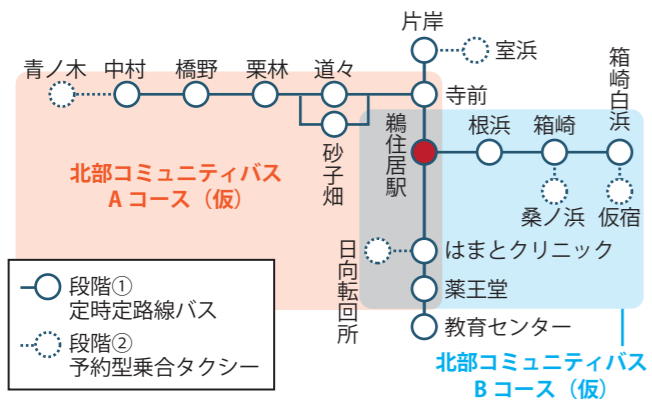 片岸
室浜
青ノ木
中村
橋野
栗林
道々
寺前
箱崎白浜
砂子畑
鵜住居駅
根浜
箱崎
北部コミュニティバス
A コース（仮）
桑ノ浜
仮宿
日向転回所
はまとクリニック
薬王堂
教育センター
段階①
定時定路線バス
段階②
予約型乗合タクシー
北部コミュニティバス
B コース（仮）